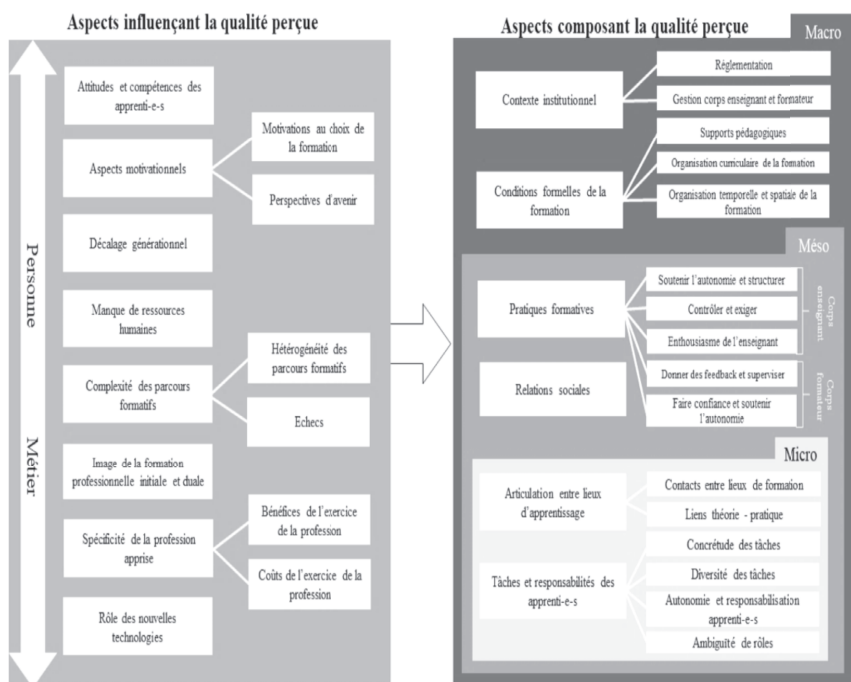 Aspects influençant la qualité perçue
Personne
Métier
Attitudes et compétences des
apprenti-e-s
Aspects motivationnels
Motivations au choix de
la formation
Perspectives d'avenir
Décalage générationnel
Manque de ressources
humaines
Complexité des parcours
formatifs
Hétérogénéité des
parcours formatifs
Echecs
Image de la formation
professionnelle initiale et duale
Spécificité de la profession
apprise
Bénéfices de l'exercice
de la profession
Coûts de l'exercice de la
profession
Rôle des nouvelles
technologies
Aspects composant la qualité perçue
Macro
Contexte institutionnel
Réglementation
Gestion corps enseignant et formateur
Conditions formelles de la
formation
Supports pédagogiques
Organisation curriculaire de la formation
Organisation temporelle et spatiale de la
formation
Méso
Pratiques formatives
Soutenir l'autonomie et structurer
Contrôler et exiger
Enthousiasme de l'enseignant
Corps
enseignant
Donner des feedback et superviser
Faire confiance et soutenir
l'autonomie
Corps
formateur
Relations sociales
Micro
Articulation entre lieux
d'apprentissage
Contacts entre lieux de formation
Liens théorie - pratique
Tâches et responsabilités des
apprenti-e-s
Concrétude des tâches
Diversité des tâches
Autonomie et responsabilisation
apprenti-e-s
Ambiguïté de rôles